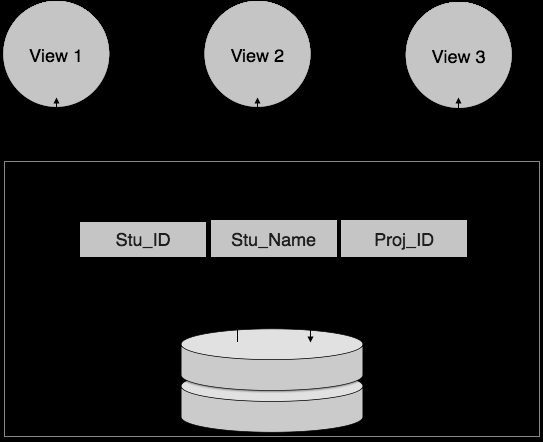 View 1
View 2
View 3
Stu_ID
Stu_Name
Proj_ID